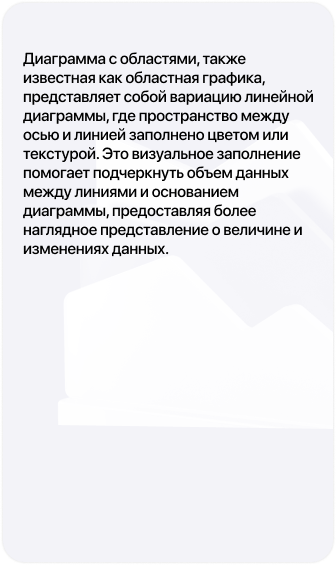 Диаграмма с областями, также
известная как областная графика,
представляет собой вариацию линейной
диаграммы, где пространство между
осью и линией заполнено цветом или
текстурой. Это визуальное заполнение
помогает подчеркнуть объем данных
между линиями и основанием
диаграммы, предоставляя более
наглядное представление о величине и
изменениях данных.